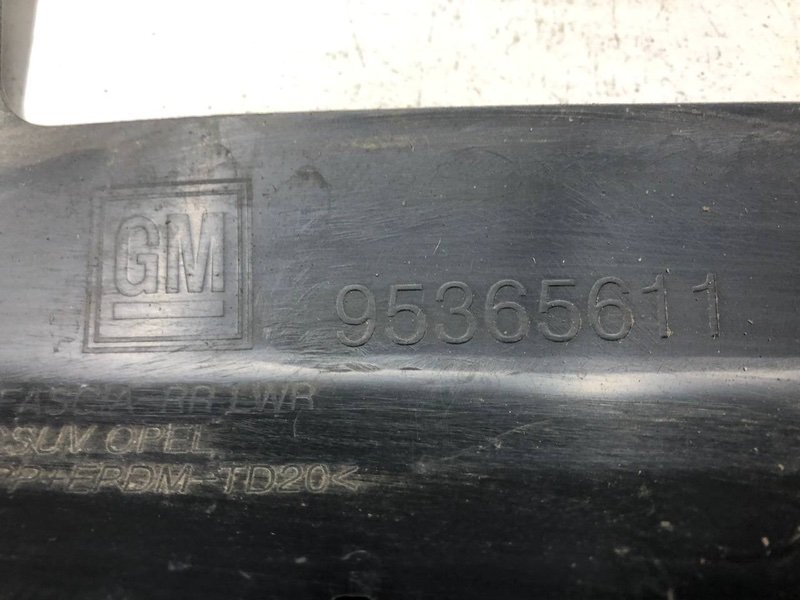 GM
95365611
FASCIA-RR LWR
SUV OPEL
PP+EPDM-TD20<